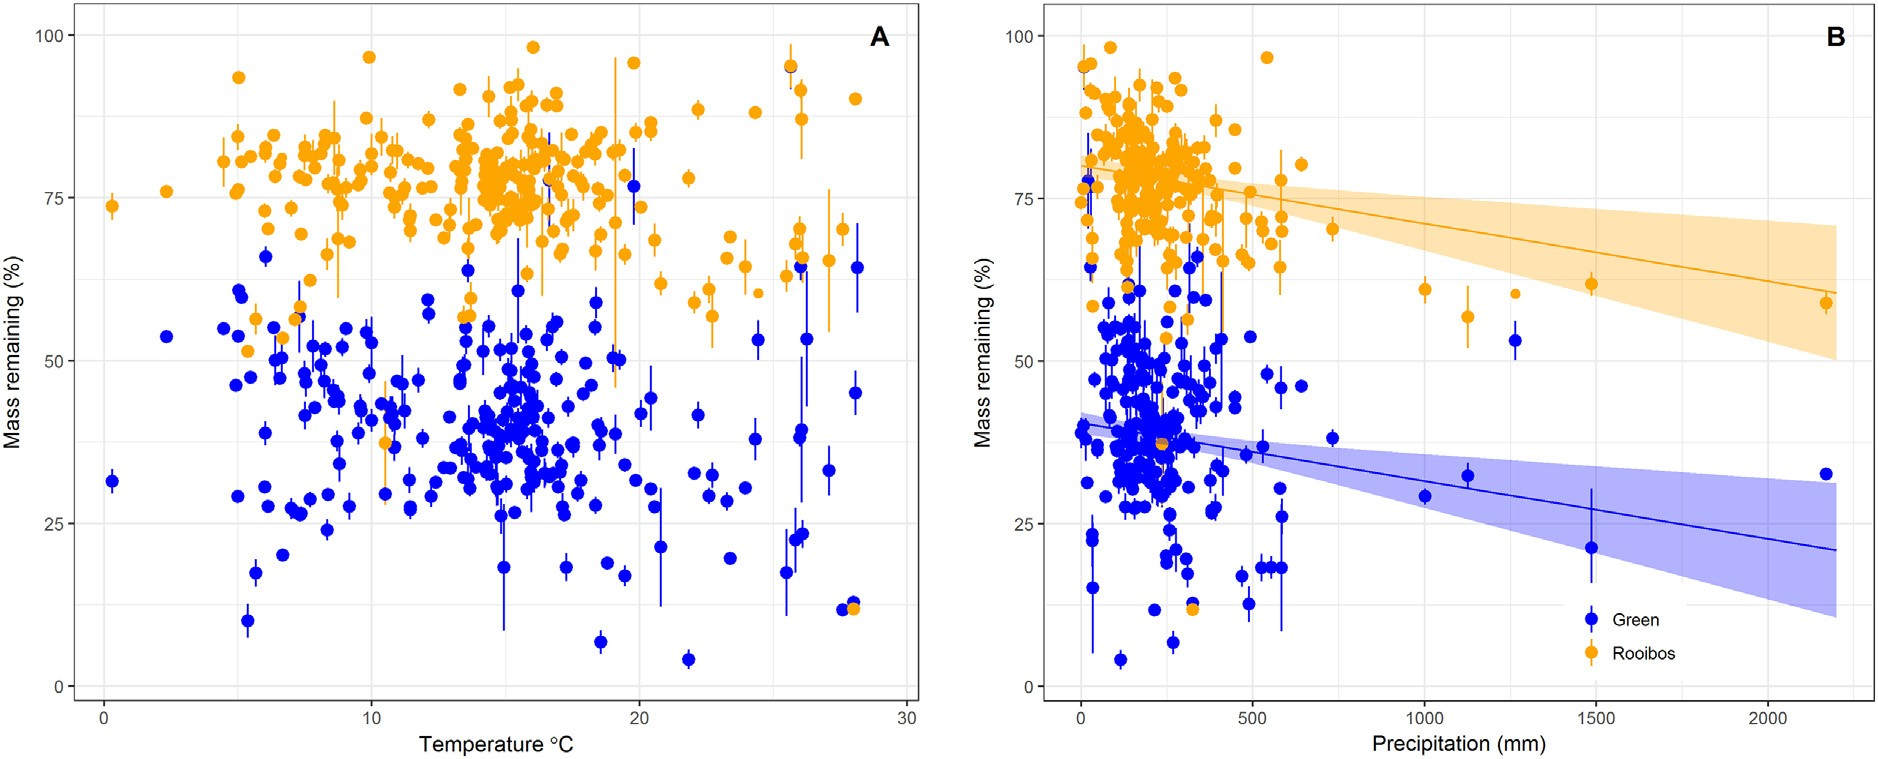 A
Mass remaining (%)
100
75
50
25
0
0 10 20 30
Temperature °C
B
Mass remaining (%)
100
75
50
25
0
Green
Rooibos
0 500 1000 1500 2000
Precipitation (mm)